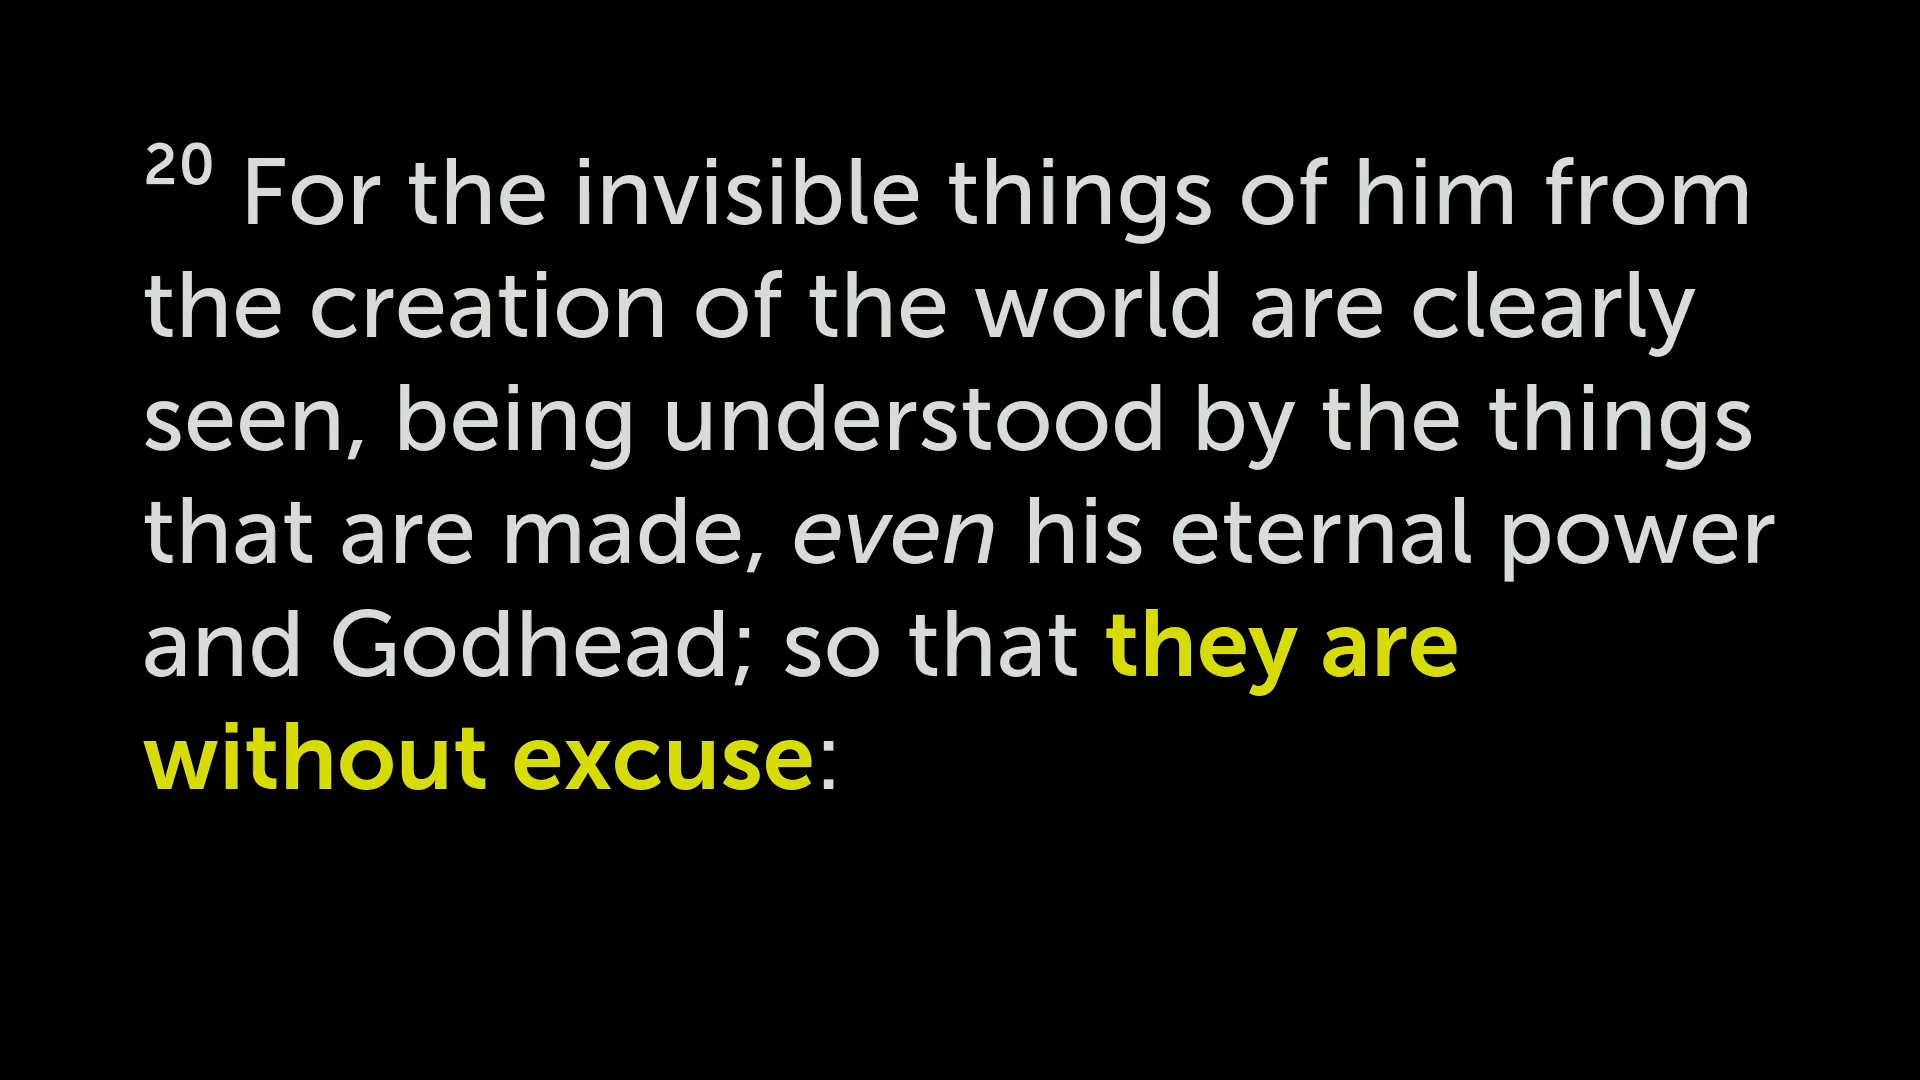 20 For the invisible things of him from
the creation of the world are clearly
seen, being understood by the things
that are made, even his eternal power
and Godhead; so that they are
without excuse: